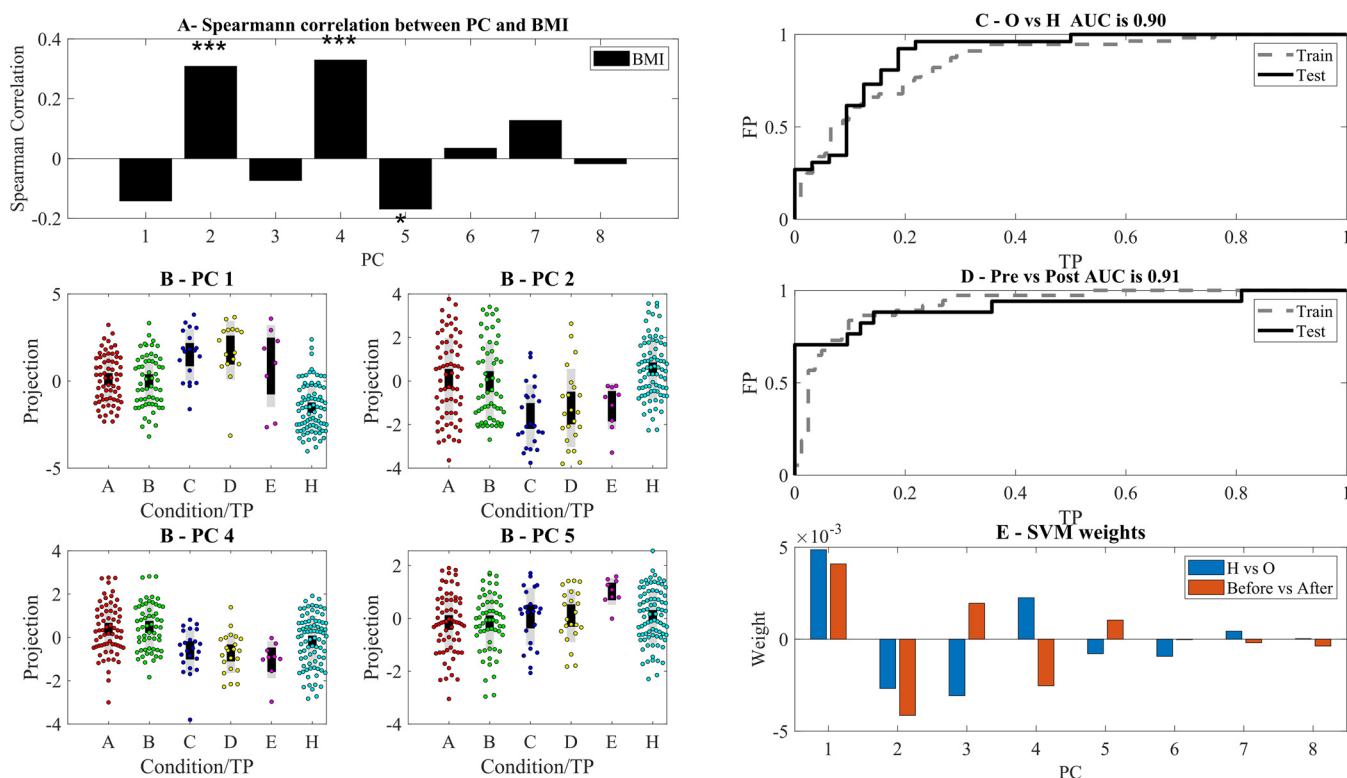 A- Spearmann correlation between PC and BMI
Spearman Correlation
0.4
0.2
0
-0.2
***
***
*
BMI
1 2 3 4 5 6 7 8
PC
B - PC 1
Projection
5
0
-5
A B C D E H
Condition/TP
B - PC 2
Projection
4
2
0
-2
-4
A B C D E H
Condition/TP
B - PC 4
Projection
4
2
0
-2
-4
A B C D E H
Condition/TP
B - PC 5
Projection
2
0
-2
-4
A B C D E H
Condition/TP
C - O vs H AUC is 0.90
FP
1
0.5
0
Train
Test
0 0.2 0.4 0.6 0.8 1
TP
D - Pre vs Post AUC is 0.91
FP
1
0.5
0
Train
Test
0 0.2 0.4 0.6 0.8 1
TP
E - SVM weights
×10-3
Weight
5
0
-5
H vs O
Before vs After
1 2 3 4 5 6 7 8
PC